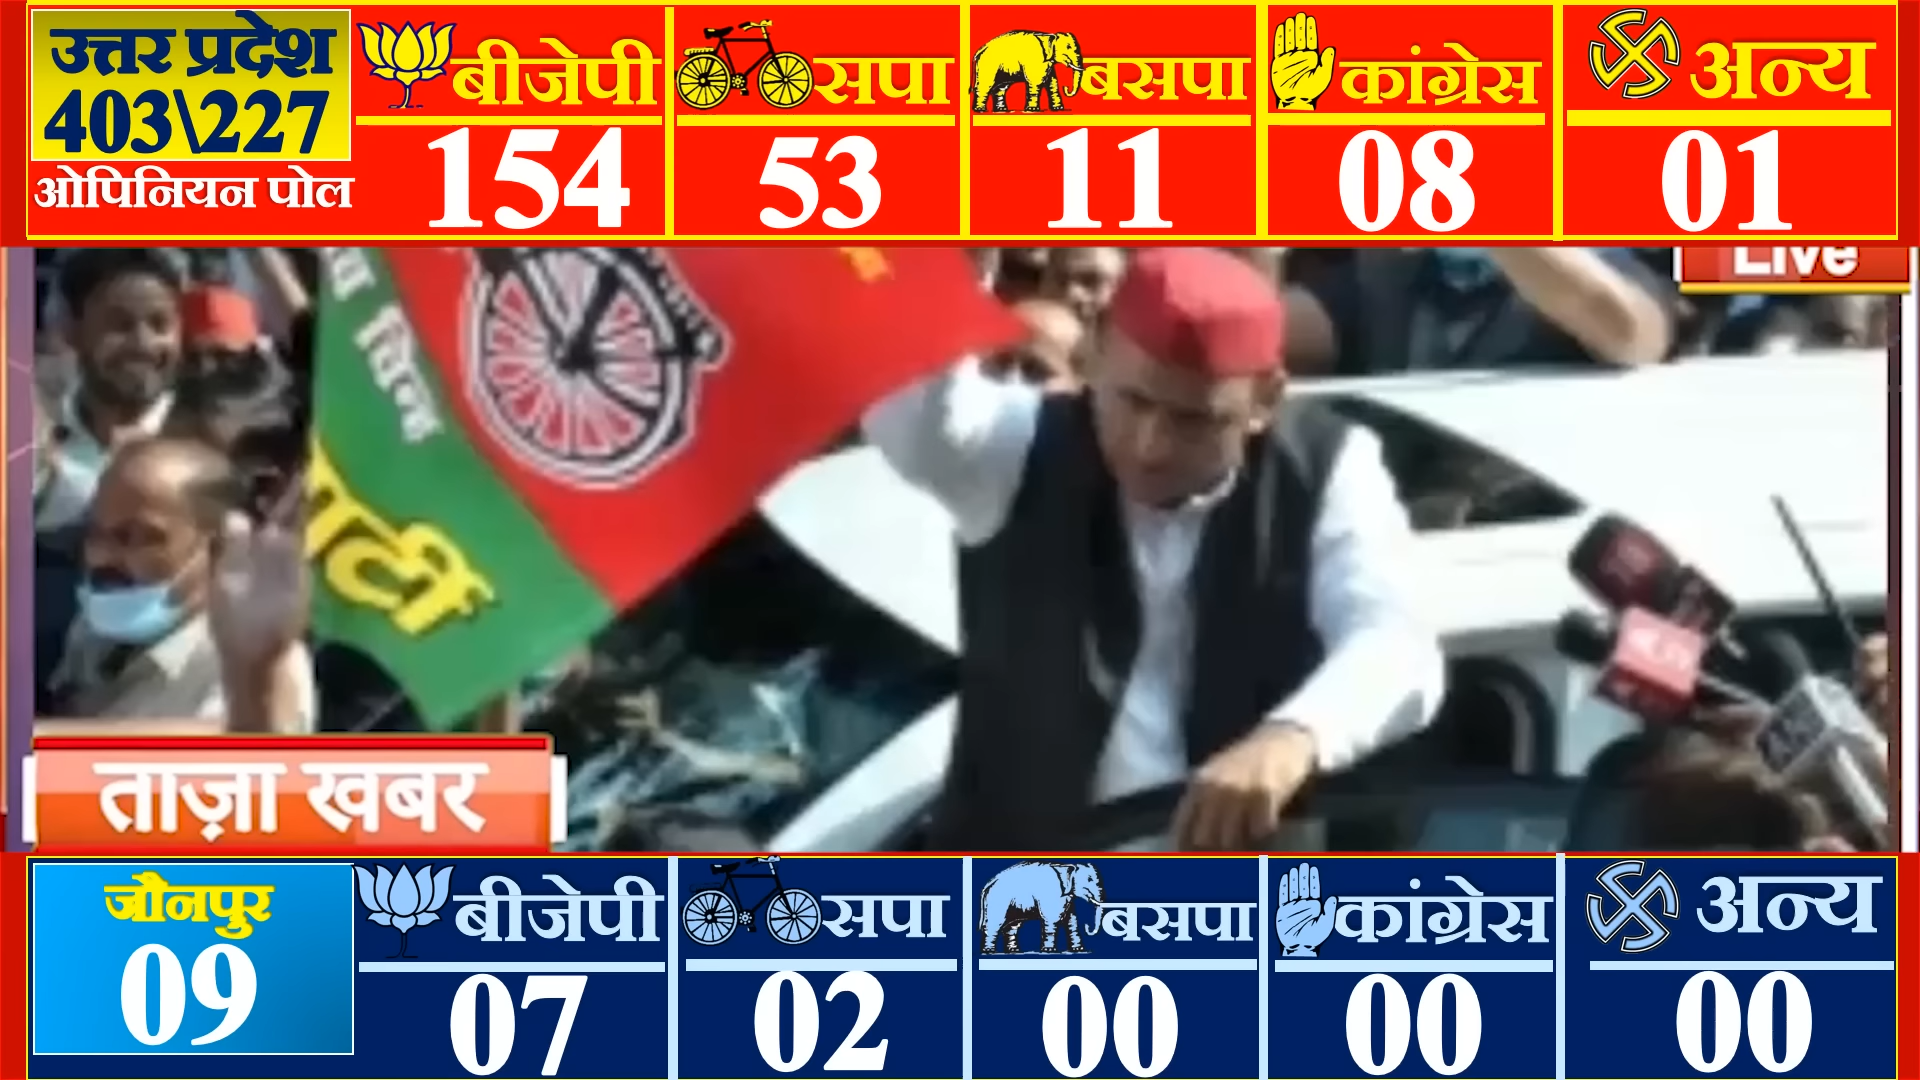 उत्तर प्रदेश
403\227
ओपिनियन पोल
बीजेपी
154
सपा
53
बसपा
11
कांग्रेस
08
अन्य
01
Live
चिन्ह
ताज़ा खबर
जौनपुर
09
बीजेपी
07
सपा
02
बसपा
00
कांग्रेस
00
अन्य
00